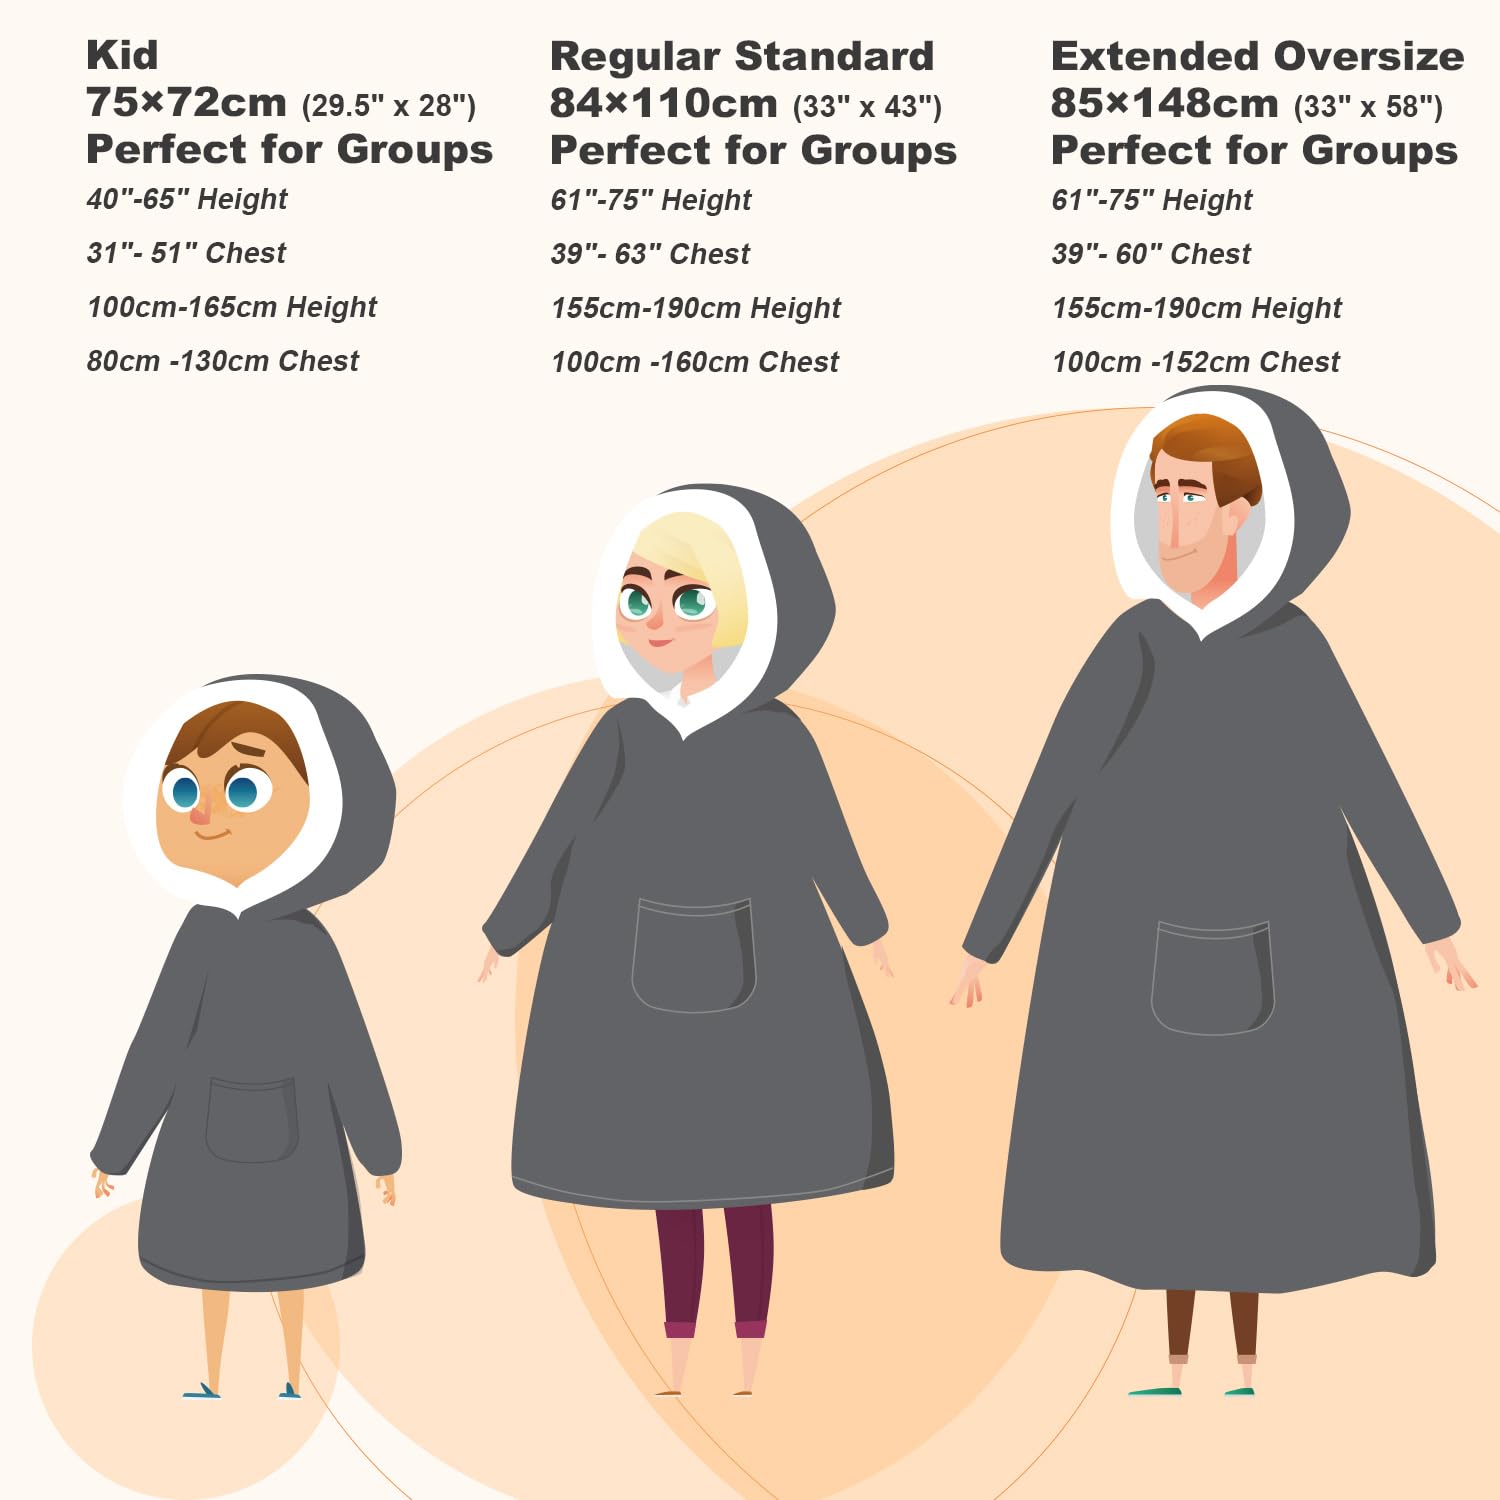 Kid
75×72cm (29.5" x 28")
Perfect for Groups
40"-65" Height
31"- 51" Chest
100cm-165cm Height
80cm -130cm Chest
Regular Standard
84×110cm (33" x 43")
Perfect for Groups
61"-75" Height
39"- 63" Chest
155cm-190cm Height
100cm -160cm Chest
Extended Oversize
85×148cm (33" x 58")
Perfect for Groups
61"-75" Height
39"- 60" Chest
155cm-190cm Height
100cm -152cm Chest